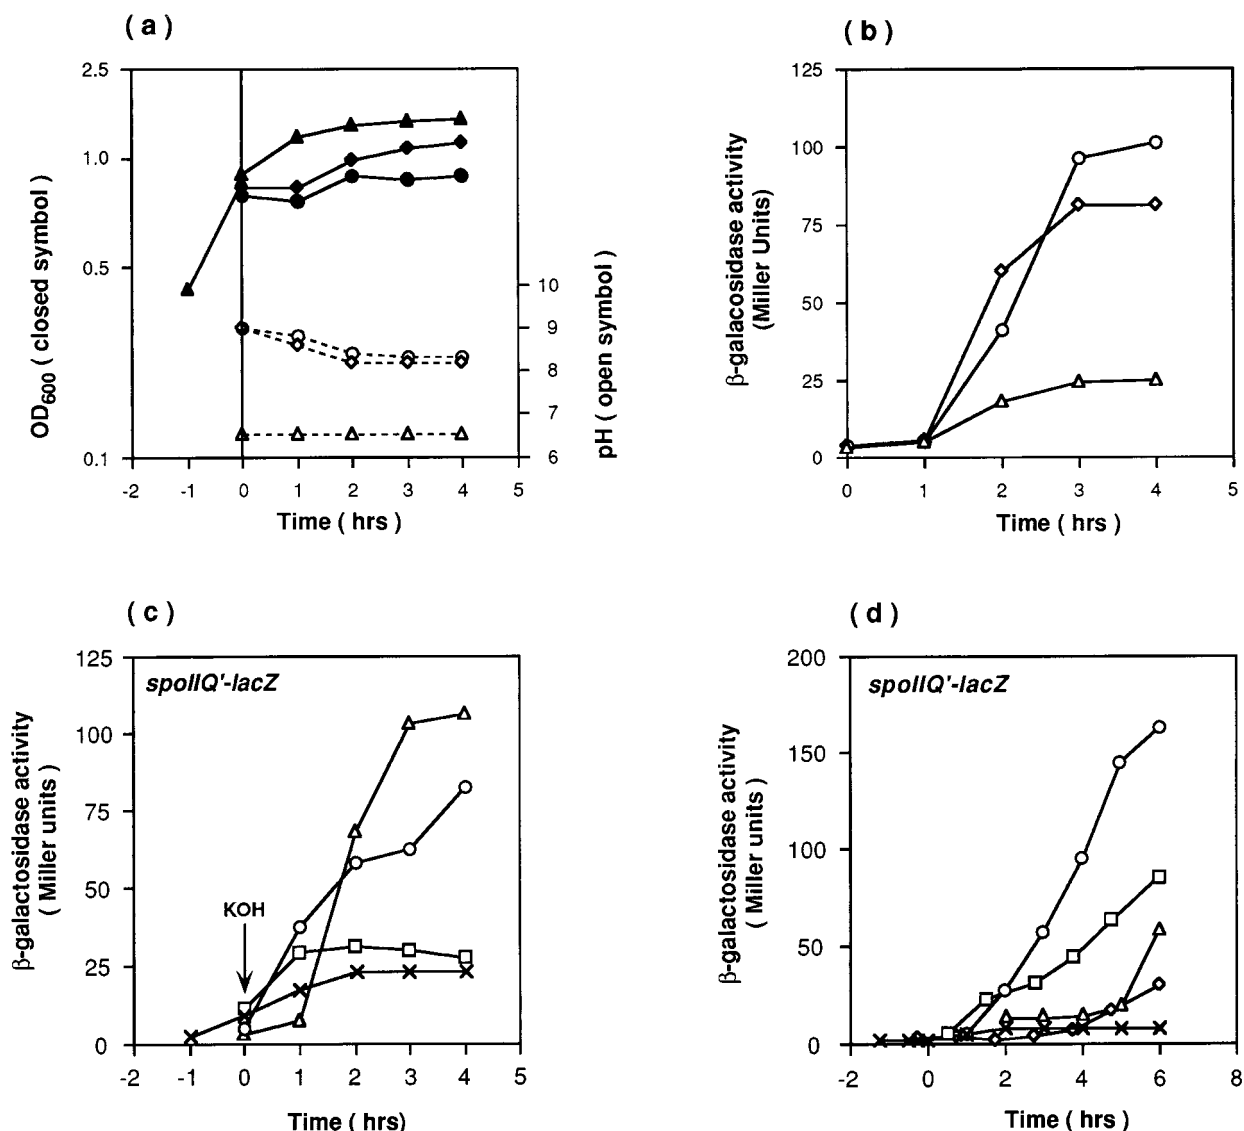 ( a )
2.5
1.0
0.5
0.1
OD600 ( closed symbol )
10
9
8
7
6
pH ( open symbol )
-2 -1 0 1 2 3 4 5
Time ( hrs )
( b )
125
100
75
50
25
0
β-galacosidase activity
(Miller Units)
0 1 2 3 4 5
Time ( hrs )
( c )
spoIIQ'-lacZ
125
100
75
50
25
0
β-galactosidase activity
( Miller units )
KOH
-2 -1 0 1 2 3 4 5
Time ( hrs)
( d )
spoIIQ'-lacZ
200
150
100
50
0
β-galactosidase activity
( Miller units )
-2 0 2 4 6 8
Time ( hrs )